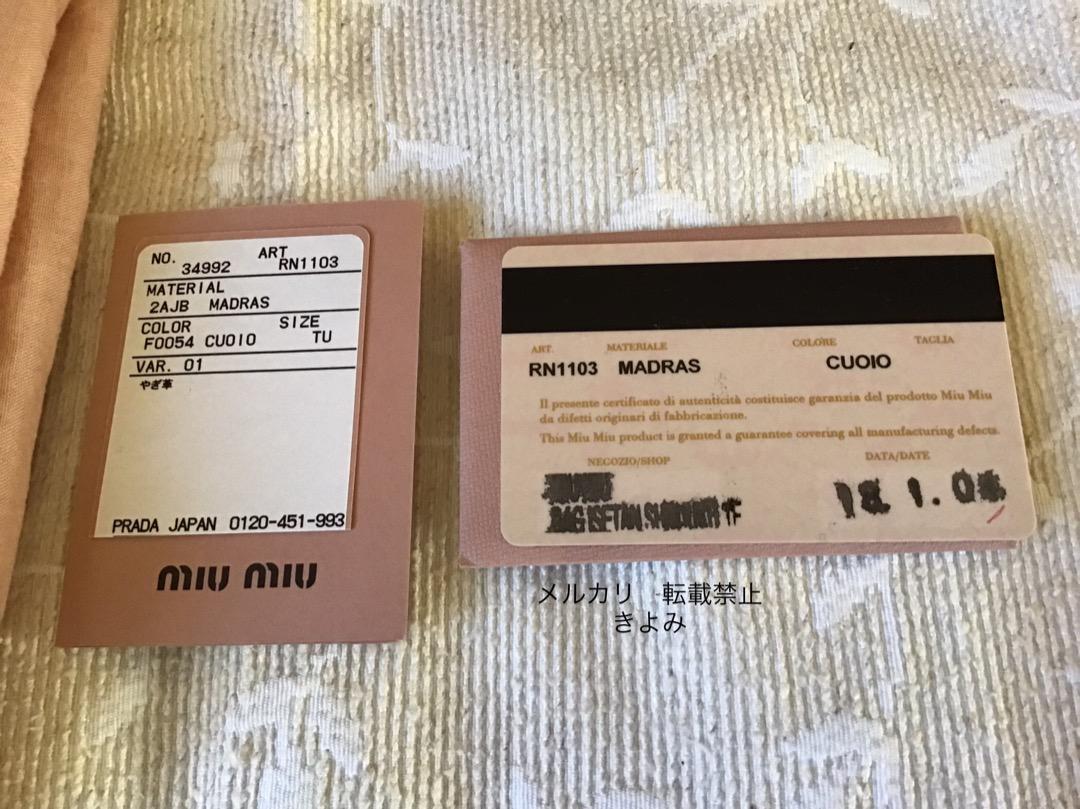 NO. ART
34992 RN1103
MATERIAL
2AJB MADRAS
COLOR SIZE
F0054 CUOIO TU
VAR. 01
やぎ革
PRADA JAPAN 0120-451-993
miu miu
ART. MATERIALE COLORE TAGLIA
RN1103 MADRAS CUOIO
Il presente certificato di autenticità costituisce garanzia del prodotto Miu Miu
da difetti originari di fabbricazione.
This Miu Miu product is granted a guarantee covering all manufacturing defects.
NEGOZIO/SHOP DATA/DATE
18. 1.
メルカリ 転載禁止
きよみ